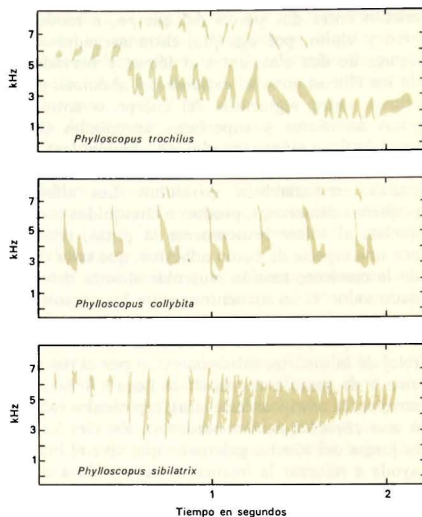 kHz
7
5
3
1
Phylloscopus trochilus
kHz
7
5
3
1
Phylloscopus collybita
kHz
7
5
3
1
Phylloscopus sibilatrix
1
2
Tiempo en segundos